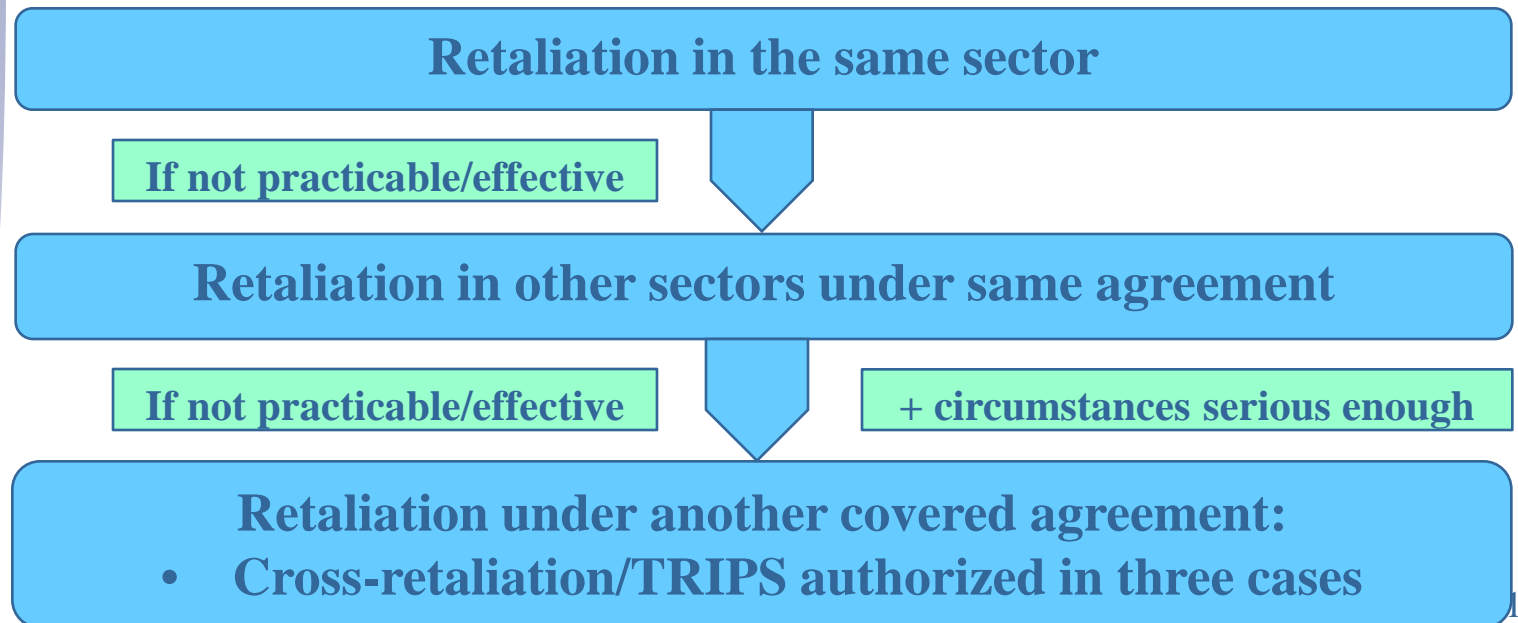 Retaliation in the same sector
If not practicable/effective
Retaliation in other sectors under same agreement
If not practicable/effective
+ circumstances serious enough
Retaliation under another covered agreement:
• Cross-retaliation/TRIPS authorized in three cases